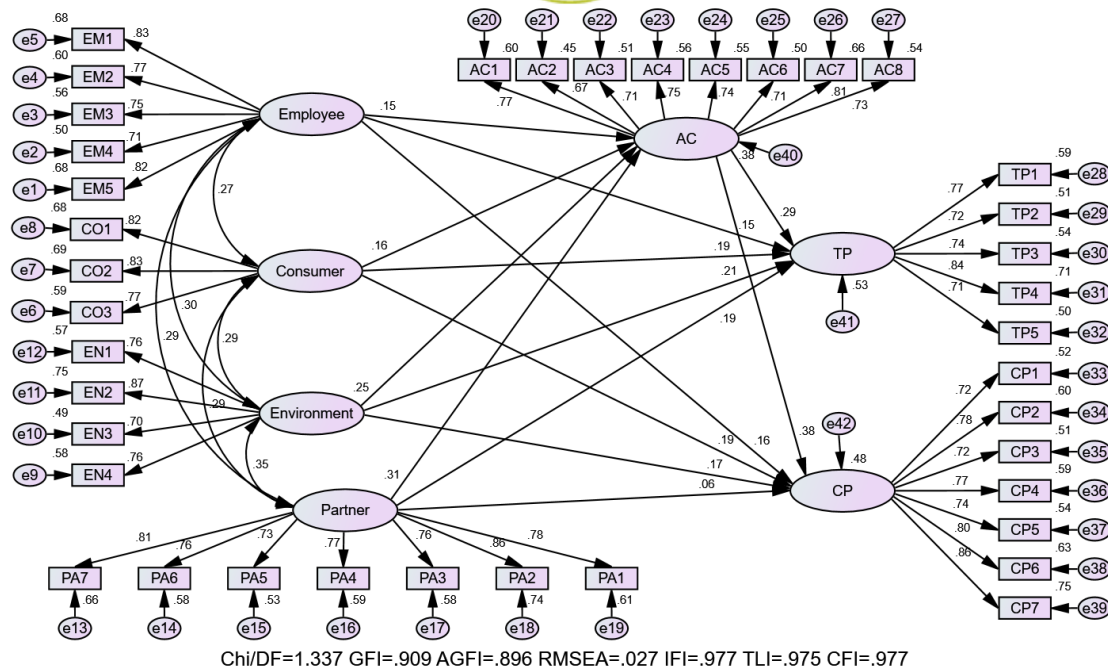 e20 e21 e22 e23 e24 e25 e26 e27
.60 .45 .51 .56 .55 .50 .66 .54
AC1 AC2 AC3 AC4 AC5 AC6 AC7 AC8
.77 .67 .71 .75 .74 .71 .81 .73
.68
e5 EM1 .83
.60
e4 EM2 .77
.56
e3 EM3 .75
.50
e2 EM4 .71
.68
e1 EM5 .82
.68
e8 CO1 .82
.69
e7 CO2 .83
.59
e6 CO3 .77
.57
e12 EN1 .76
.75
e11 EN2 .87
.49
e10 EN3 .70
.58
e9 EN4 .76
Employee
Consumer
Environment
Partner
.27
.30
.29
.29
.29
.35
.15
.16
.25
.31
AC
.38
e40
.15
.19
.21
.19
.29
TP
.53
e41
.38
.16
.19
.17
.06
e42
.48
CP
.59
.77 TP1 e28
.51
.72 TP2 e29
.54
.74 TP3 e30
.71
.84 TP4 e31
.50
.71 TP5 e32
.52
.72 CP1 e33
.60
.78 CP2 e34
.51
.72 CP3 e35
.59
.77 CP4 e36
.54
.74 CP5 e37
.63
.80 CP6 e38
.75
.86 CP7 e39
.81 .76 .73 .77 .76 .86 .78
PA7 PA6 PA5 PA4 PA3 PA2 PA1
.66 .58 .53 .59 .58 .74 .61
e13 e14 e15 e16 e17 e18 e19
Chi/DF=1.337 GFI=.909 AGFI=.896 RMSEA=.027 IFI=.977 TLI=.975 CFI=.977